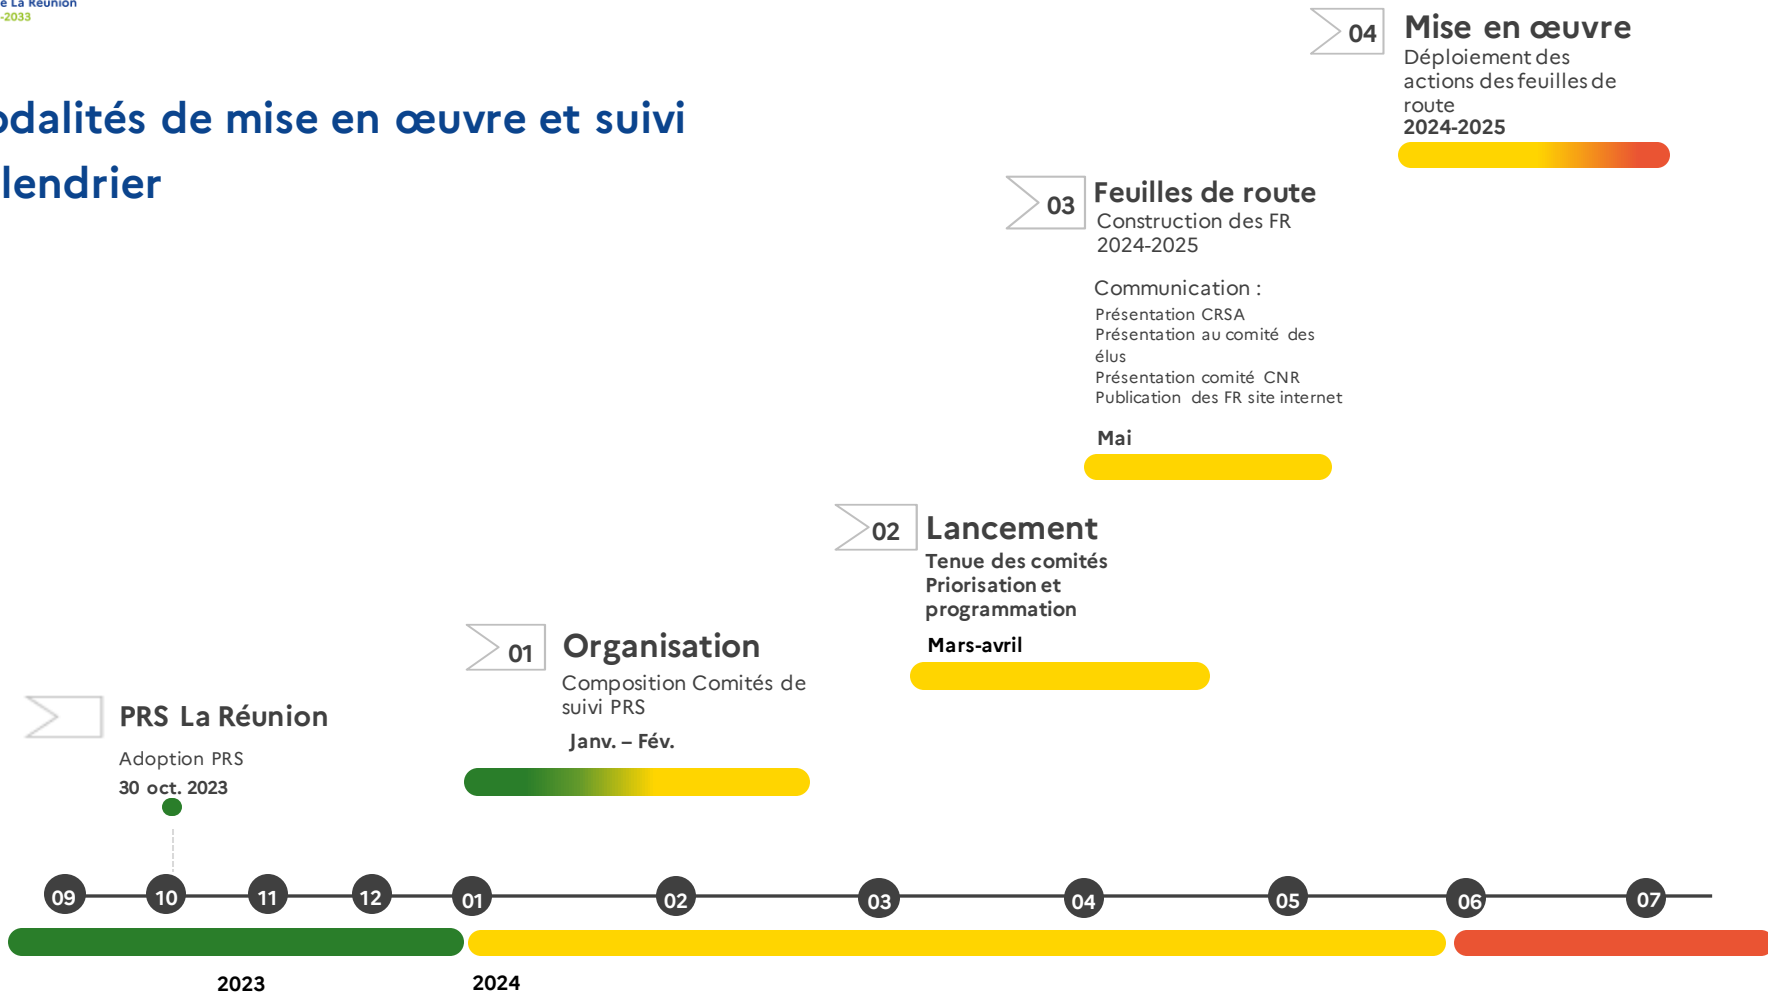 e La Réunion
-2033
odalités de mise en œuvre et suivi
lendrier
04
Mise en œuvre
Déploiement des
actions des feuilles de
route
2024-2025
03
Feuilles de route
Construction des FR
2024-2025
Communication :
Présentation CRSA
Présentation au comité des
élus
Présentation comité CNR
Publication des FR site internet
Mai
02
Lancement
Tenue des comités
Priorisation et
programmation
Mars-avril
01
Organisation
Composition Comités de
suivi PRS
Janv. – Fév.
PRS La Réunion
Adoption PRS
30 oct. 2023
09 10 11 12 01 02 03 04 05 06 07
2023 2024